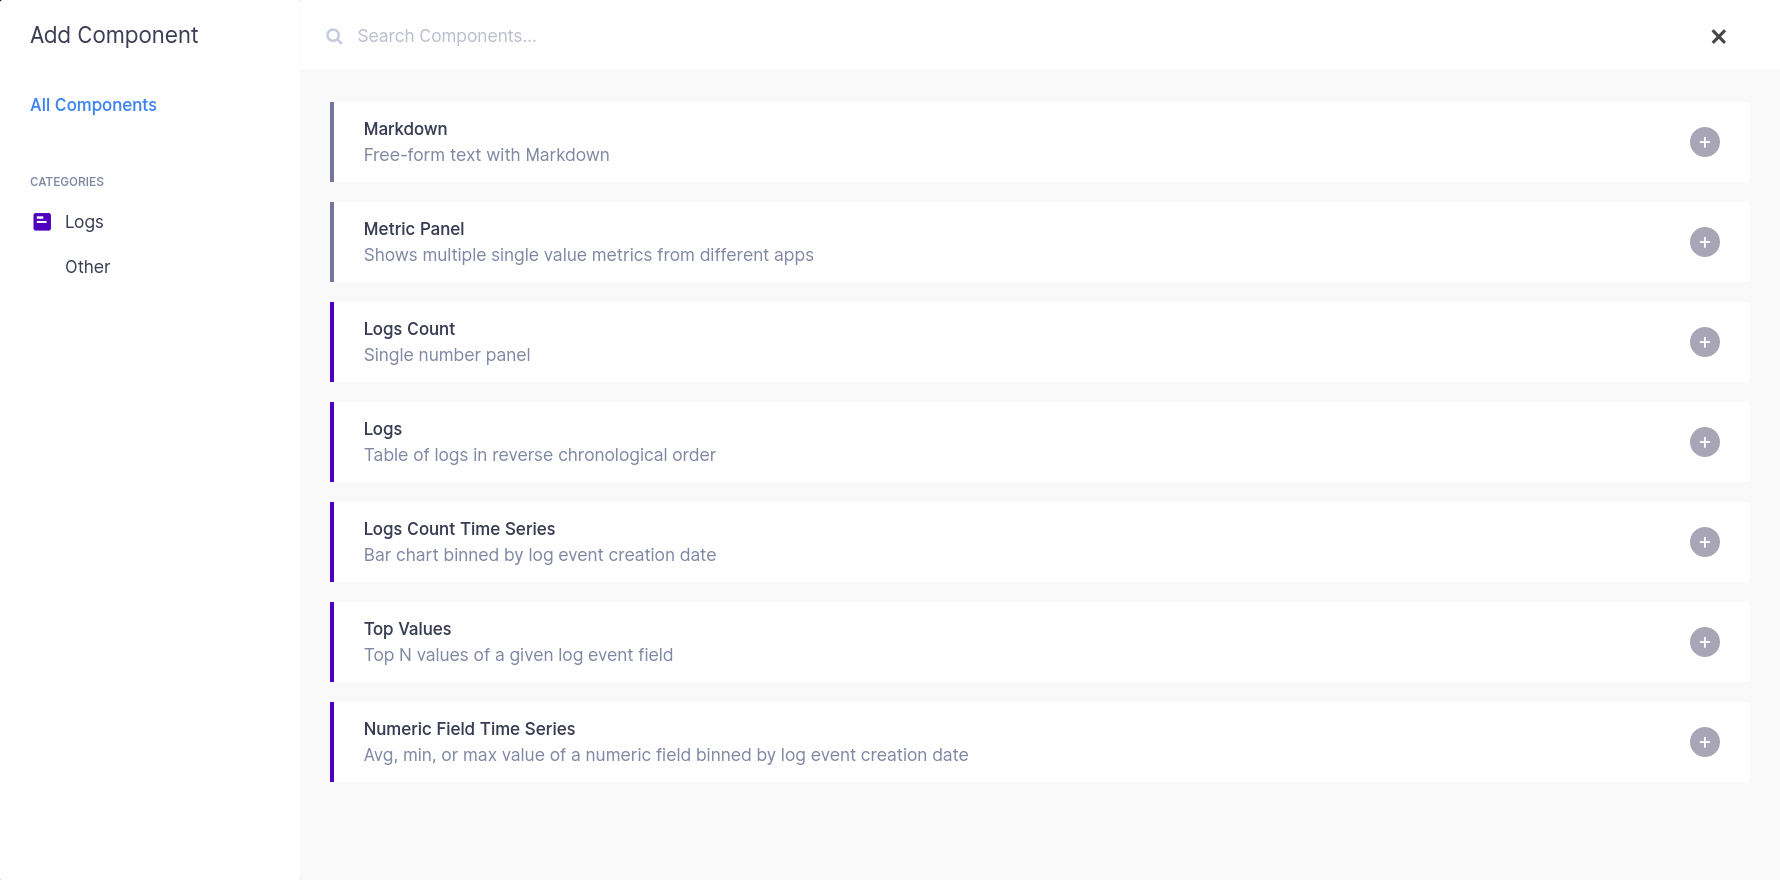 Add Component
Search Components...
All Components
CATEGORIES
Logs
Other
Markdown
Free-form text with Markdown
Metric Panel
Shows multiple single value metrics from different apps
Logs Count
Single number panel
Logs
Table of logs in reverse chronological order
Logs Count Time Series
Bar chart binned by log event creation date
Top Values
Top N values of a given log event field
Numeric Field Time Series
Avg, min, or max value of a numeric field binned by log event creation date